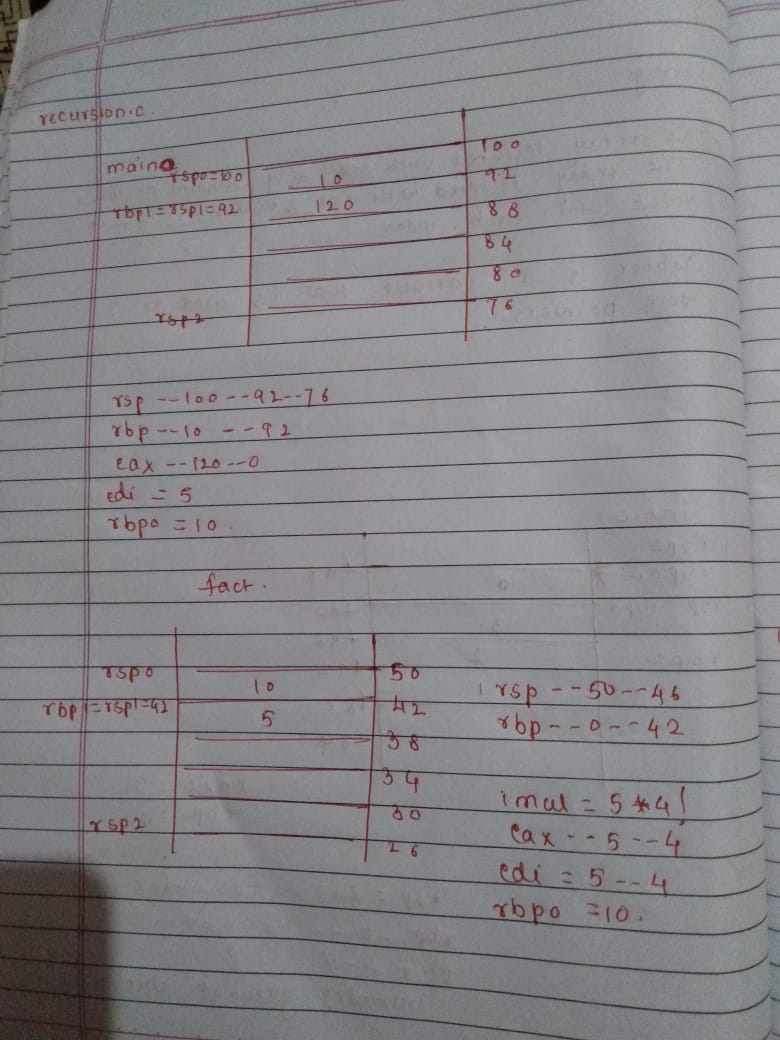 recursion.c.
main
rsp0=100
100
10
92
rbp1=rsp1=92
120
88
84
80
rsp2
76
rsp --100--92--76
rbp --10 --92
eax --120--0
edi = 5
rbp0 = 10.
fact.
rsp0
50
10
rbp1=rsp1=42
42
5
38
34
30
rsp2
26
rsp --50--46
rbp --0--42
imul = 5*4!
eax --5--4
edi = 5--4
rbp0 =10.